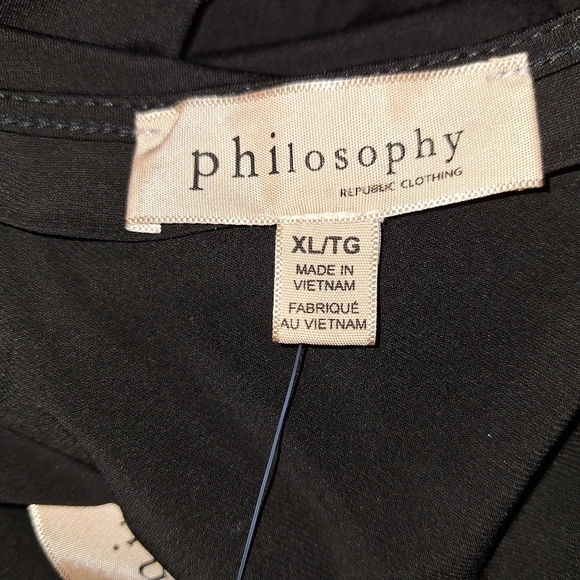 philosophy
REPUBLIC CLOTHING
XL/TG
MADE IN
VIETNAM
FABRIQUÉ
AU VIETNAM